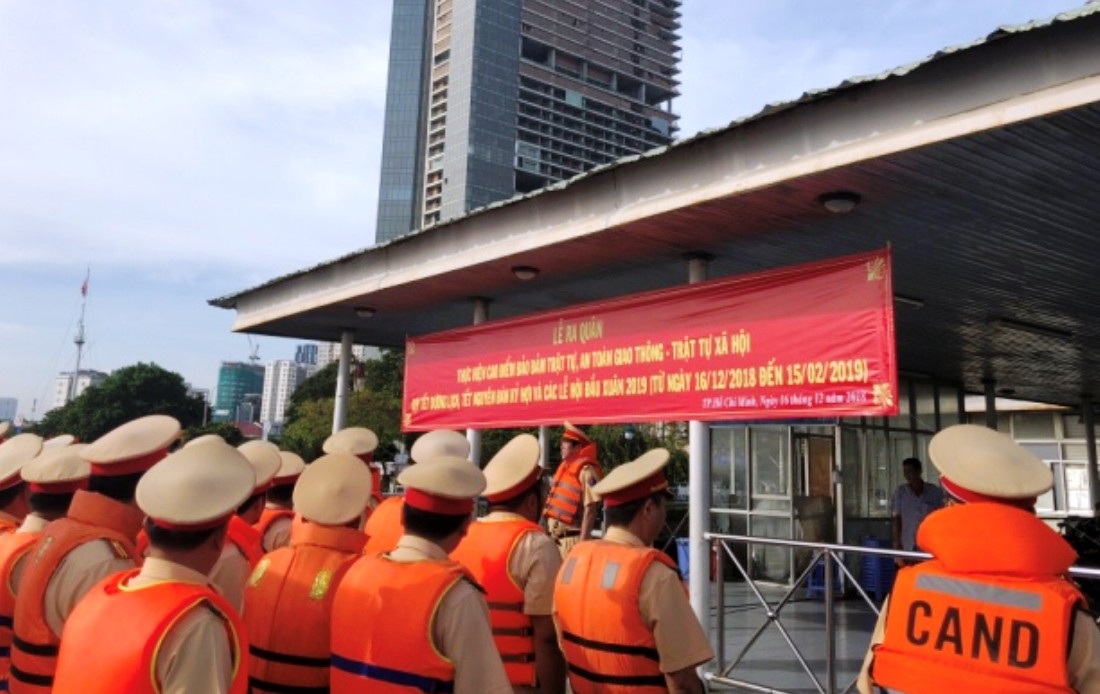 LỄ RA QUÂN
THỰC HIỆN CAO ĐIỂM BẢO ĐẢM TRẬT TỰ, AN TOÀN GIAO THÔNG - TRẬT TỰ XÃ HỘI
DỊP TẾT DƯƠNG LỊCH, TẾT NGUYÊN ĐÁN KỶ HỢI VÀ CÁC LỄ HỘI ĐẦU XUÂN 2019 (TỪ NGÀY 16/12/2018 ĐẾN 15/02/2019)
TP.Hồ Chí Minh, Ngày 16 tháng 12 năm 2018
CAND